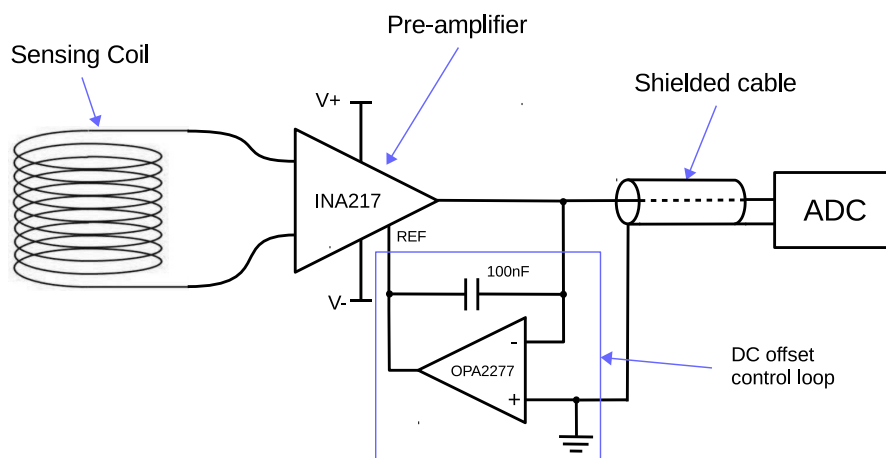 Pre-amplifier
Sensing Coil
Shielded cable
V+
INA217
ADC
REF
100nF
V-
-
OPA2277
+
DC offset
control loop